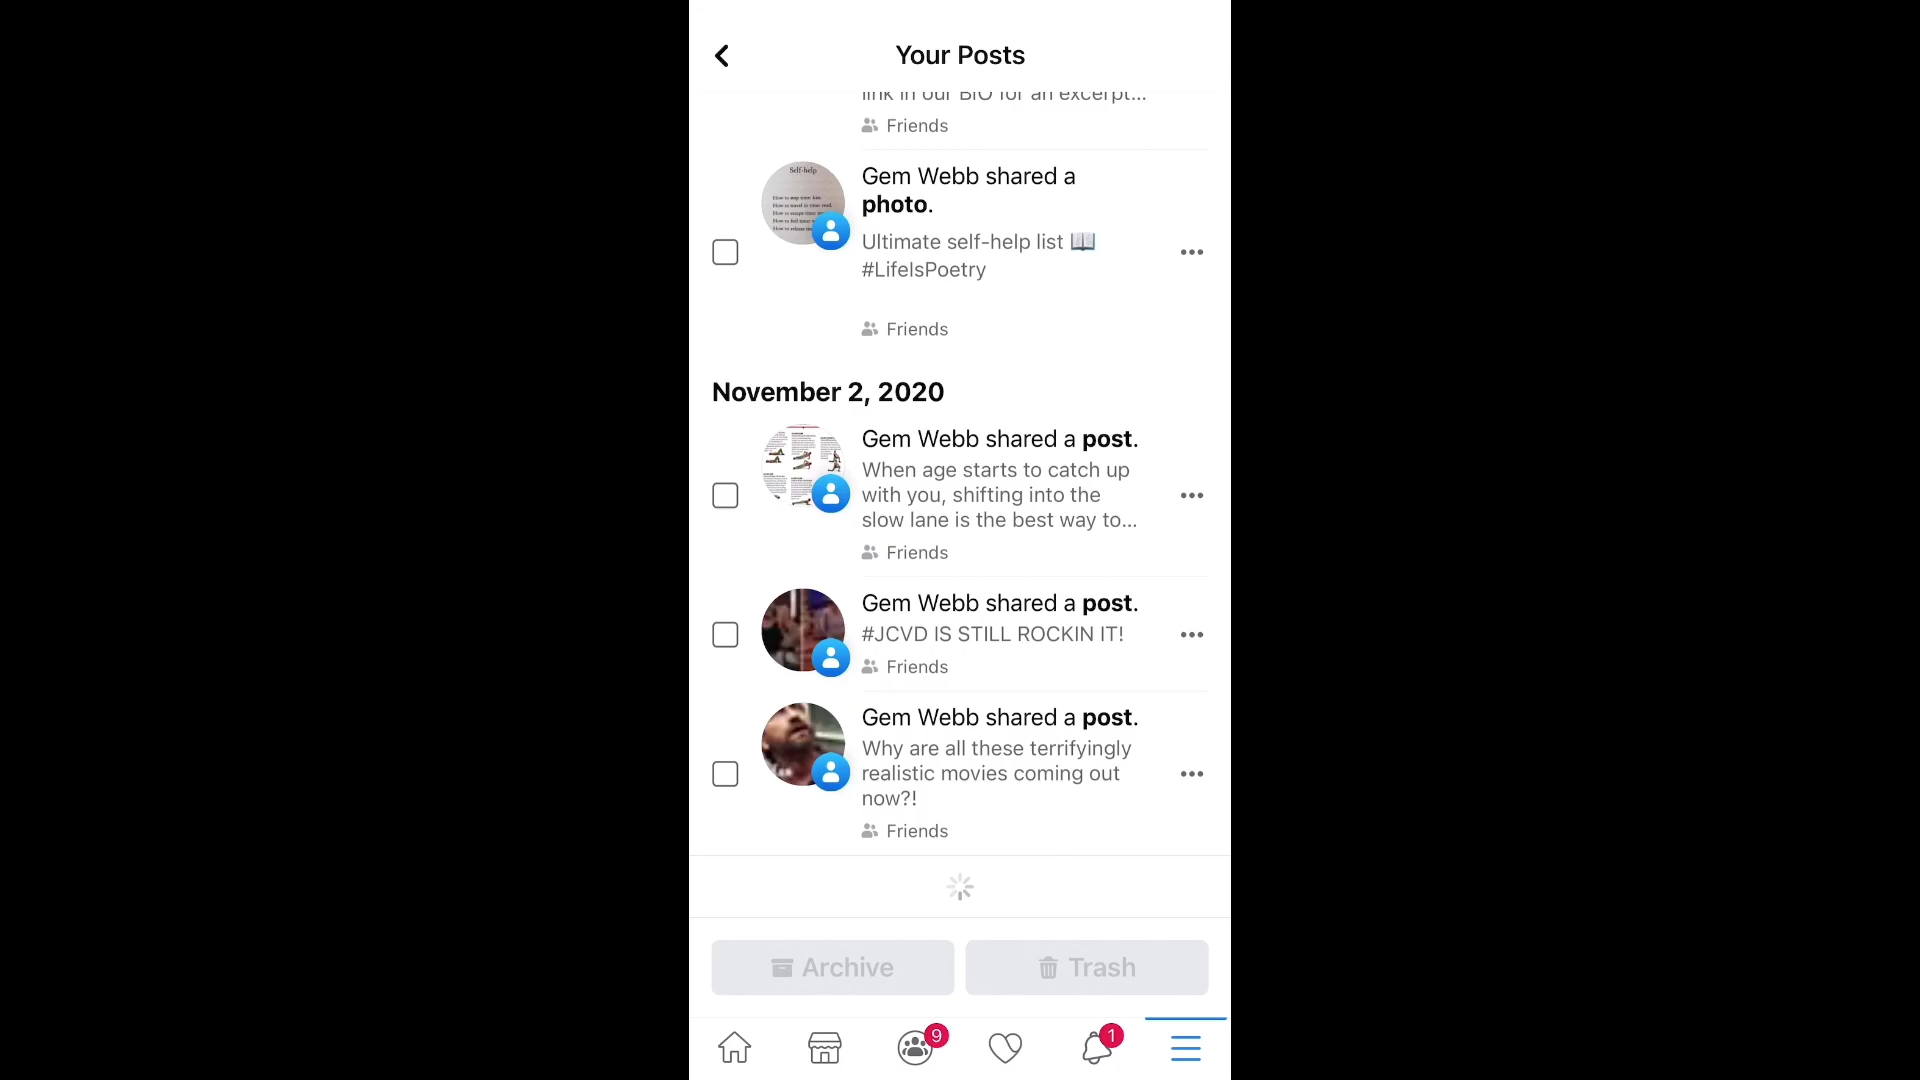 Your Posts
link in our BIO for an excerpt...
Friends
Gem Webb shared a
photo.
Self-help
Ultimate self-help list 📖
#LifeIsPoetry
Friends
November 2, 2020
Gem Webb shared a post.
When age starts to catch up
with you, shifting into the
slow lane is the best way to...
Friends
Gem Webb shared a post.
#JCVD IS STILL ROCKIN IT!
Friends
Gem Webb shared a post.
Why are all these terrifyingly
realistic movies coming out
now?!
Friends
Archive
Trash
9
1